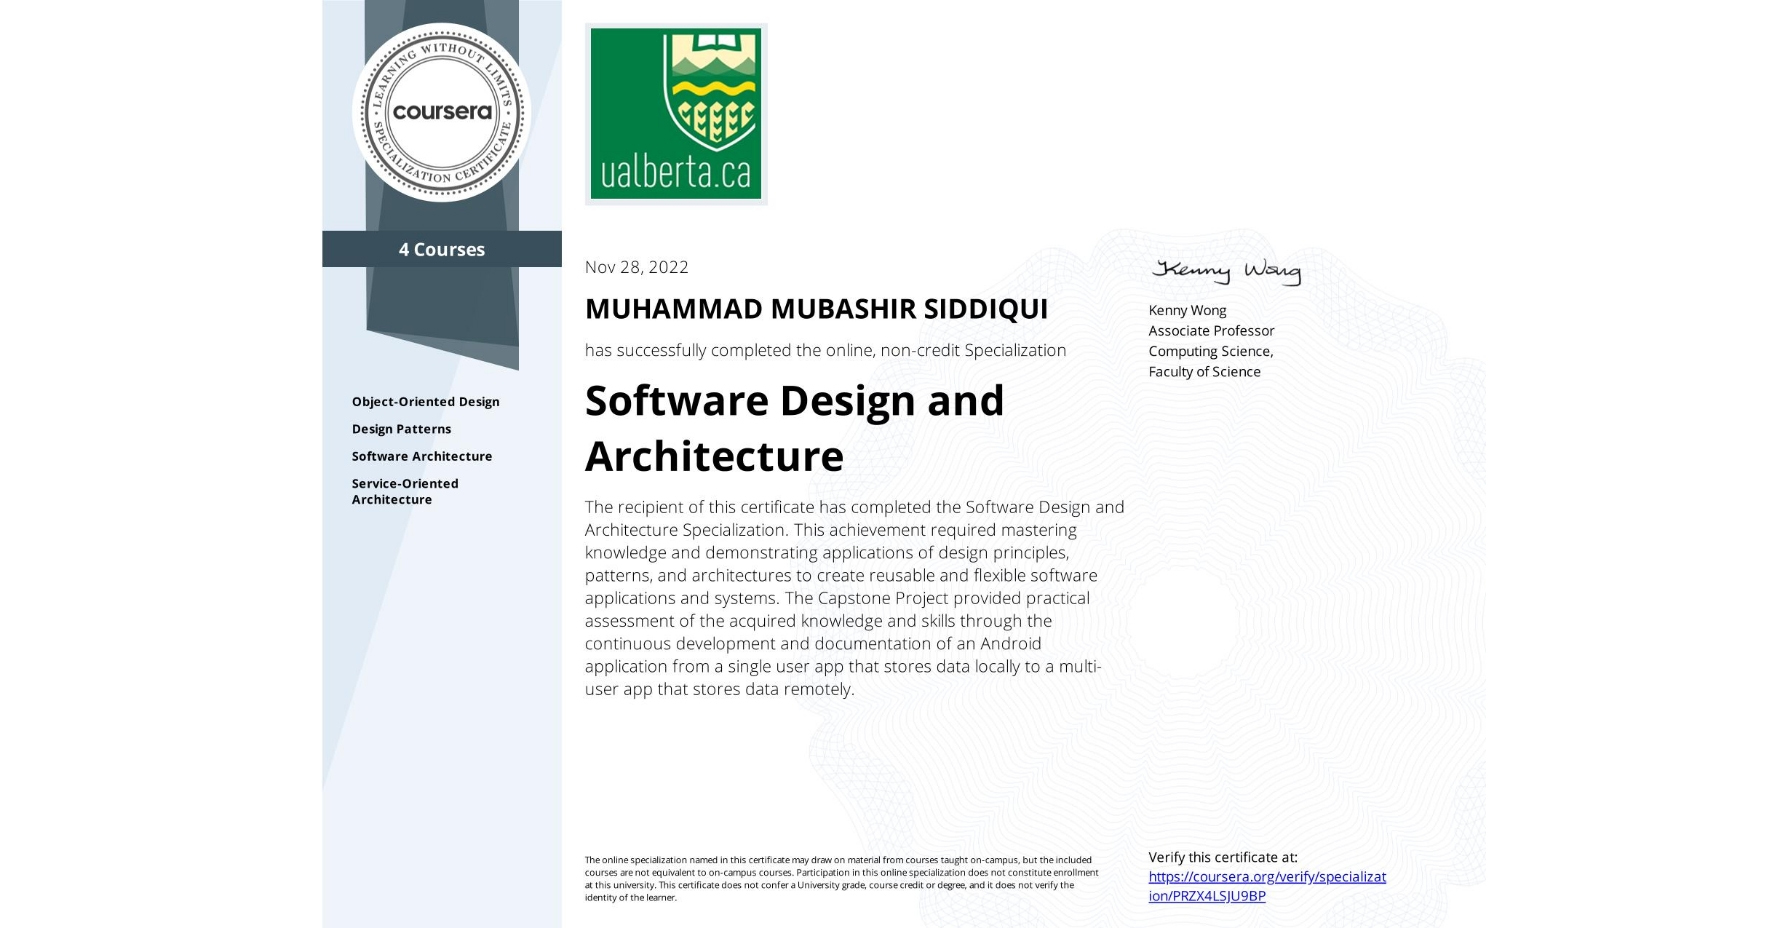 LEARNING WITHOUT LIMITS
coursera
SPECIALIZATION CERTIFICATE
4 Courses
Object-Oriented Design
Design Patterns
Software Architecture
Service-Oriented
Architecture
ualberta.ca
Nov 28, 2022
MUHAMMAD MUBASHIR SIDDIQUI
has successfully completed the online, non-credit Specialization
Software Design and
Architecture
The recipient of this certificate has completed the Software Design and
Architecture Specialization. This achievement required mastering
knowledge and demonstrating applications of design principles,
patterns, and architectures to create reusable and flexible software
applications and systems. The Capstone Project provided practical
assessment of the acquired knowledge and skills through the
continuous development and documentation of an Android
application from a single user app that stores data locally to a multi-
user app that stores data remotely.
Kenny Wong
Kenny Wong
Associate Professor
Computing Science,
Faculty of Science
The online specialization named in this certificate may draw on material from courses taught on-campus, but the included
courses are not equivalent to on-campus courses. Participation in this online specialization does not constitute enrollment
at this university. This certificate does not confer a University grade, course credit or degree, and it does not verify the
identity of the learner.
Verify this certificate at:
https://coursera.org/verify/specializat
ion/PRZX4LSJU9BP